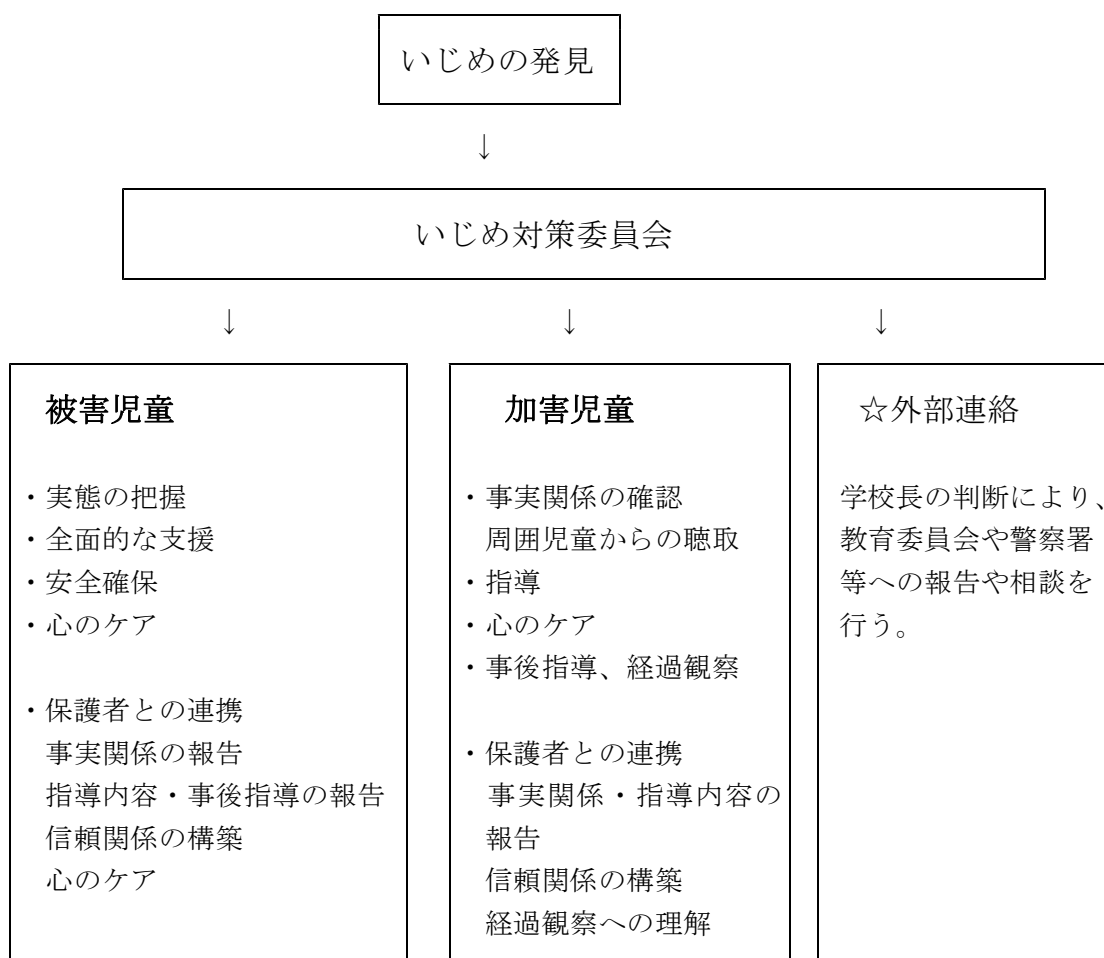 いじめの発見
↓
いじめ対策委員会
↓ ↓ ↓
被害児童
・実態の把握
・全面的な支援
・安全確保
・心のケア
・保護者との連携
事実関係の報告
指導内容・事後指導の報告
信頼関係の構築
心のケア
加害児童
・事実関係の確認
周囲児童からの聴取
・指導
・心のケア
・事後指導、経過観察
・保護者との連携
事実関係・指導内容の
報告
信頼関係の構築
経過観察への理解
☆外部連絡
学校長の判断により、
教育委員会や警察署
等への報告や相談を
行う。